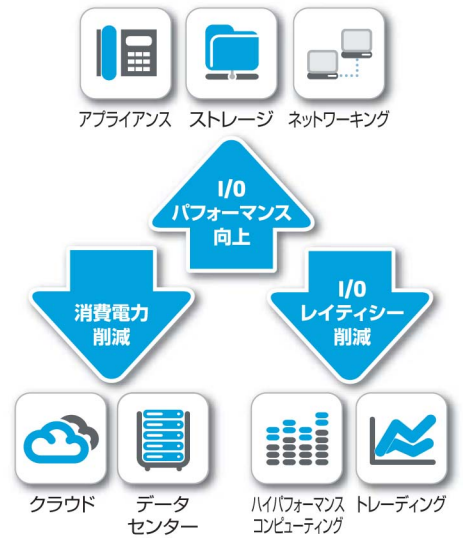 アプライアンス
ストレージ
ネットワーキング
I/O
パフォーマンス
向上
消費電力
削減
I/O
レイティシー
削減
クラウド
データ
センター
ハイパフォーマンス
コンピューティング
トレーディング